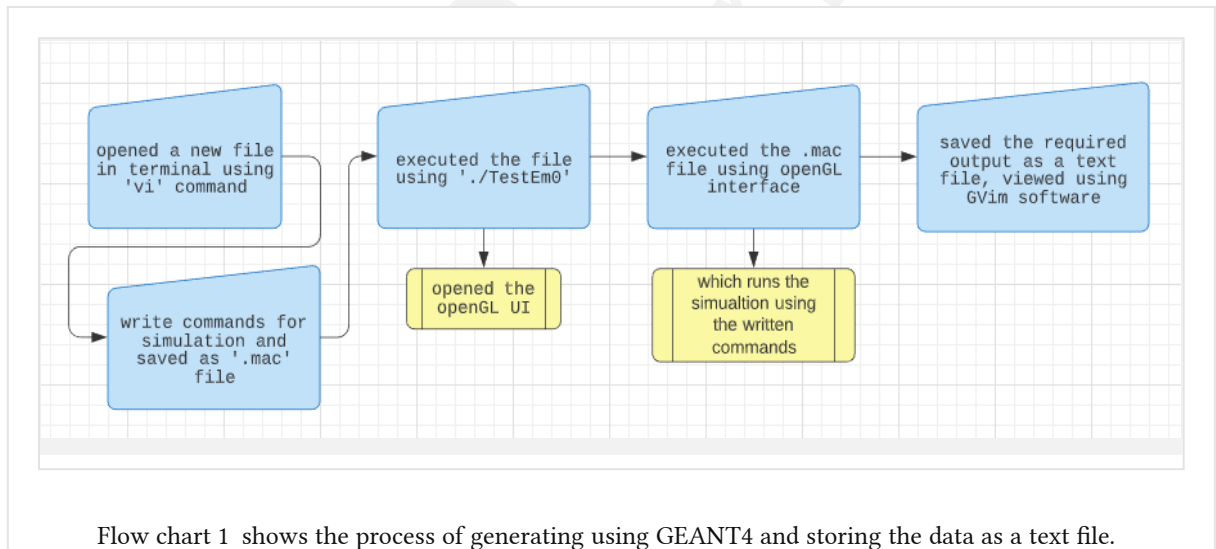 opened a new file
in terminal using
'vi' command
write commands for
simulation and
saved as '.mac'
file
executed the file
using './TestEm0'
opened the
openGL UI
executed the .mac
file using openGL
interface
which runs the
simualtion using
the written
commands
saved the required
output as a text
file, viewed using
GVim software
Flow chart 1 shows the process of generating using GEANT4 and storing the data as a text file.